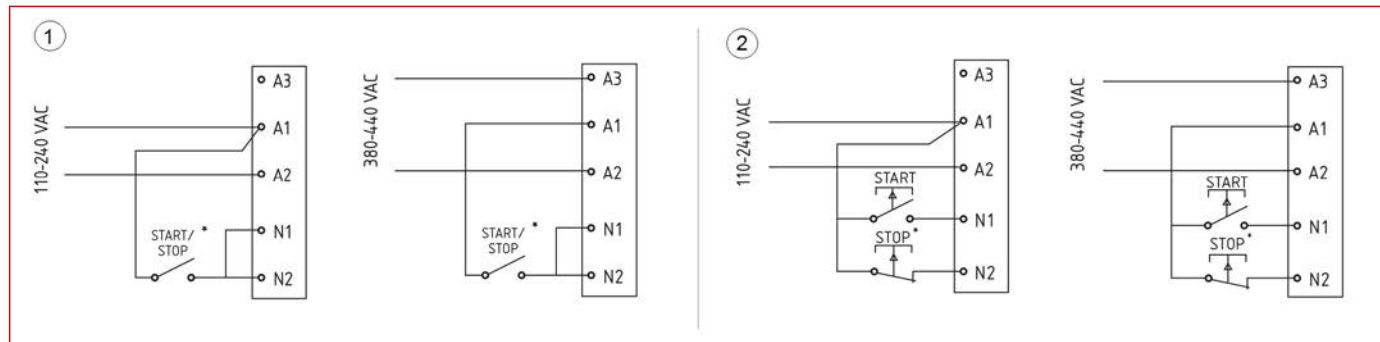 1
110-240 VAC
A3
A1
A2
START/ *
STOP
N1
N2
380-440 VAC
A3
A1
A2
START/ *
STOP
N1
N2
2
110-240 VAC
A3
A1
A2
START
N1
STOP*
N2
380-440 VAC
A3
A1
A2
START
N1
STOP*
N2